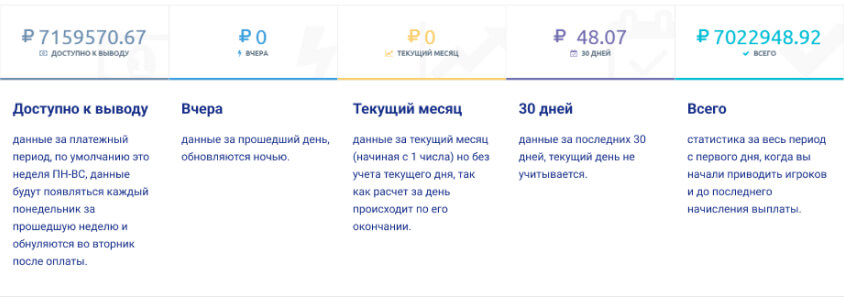 ₽ 7159570.67
ДОСТУПНО К ВЫВОДУ
₽ 0
ВЧЕРА
₽ 0
ТЕКУЩИЙ МЕСЯЦ
₽ 48.07
30 ДНЕЙ
₽ 7022948.92
ВСЕГО
Доступно к выводу
данные за платежный
период, по умолчанию это
неделя ПН-ВС, данные
будут появляться каждый
понедельник за
прошедшую неделю и
обнуляются во вторник
после оплаты.
Вчера
данные за прошедший день,
обновляются ночью.
Текущий месяц
данные за текущий месяц
(начиная с 1 числа) но без
учета текущего дня, так
как расчет за день
происходит по его
окончании.
30 дней
данные за последних 30
дней, текущий день не
учитывается.
Всего
статистика за весь период
с первого дня, когда вы
начали приводить игроков
и до последнего
начисления выплаты.